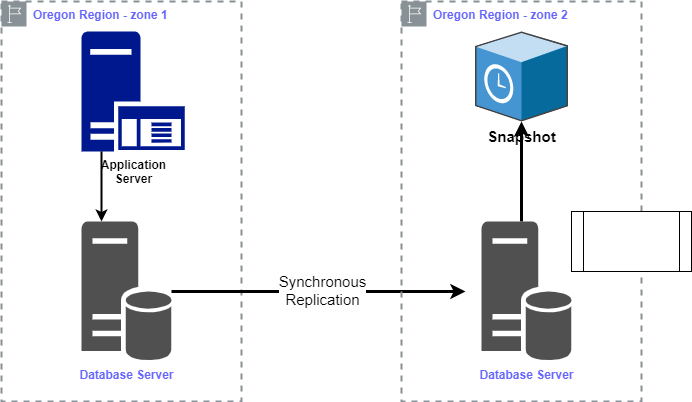 Oregon Region - zone 1
Oregon Region - zone 2
Application
Server
Snapshot
Synchronous
Replication
Database Server
Database Server